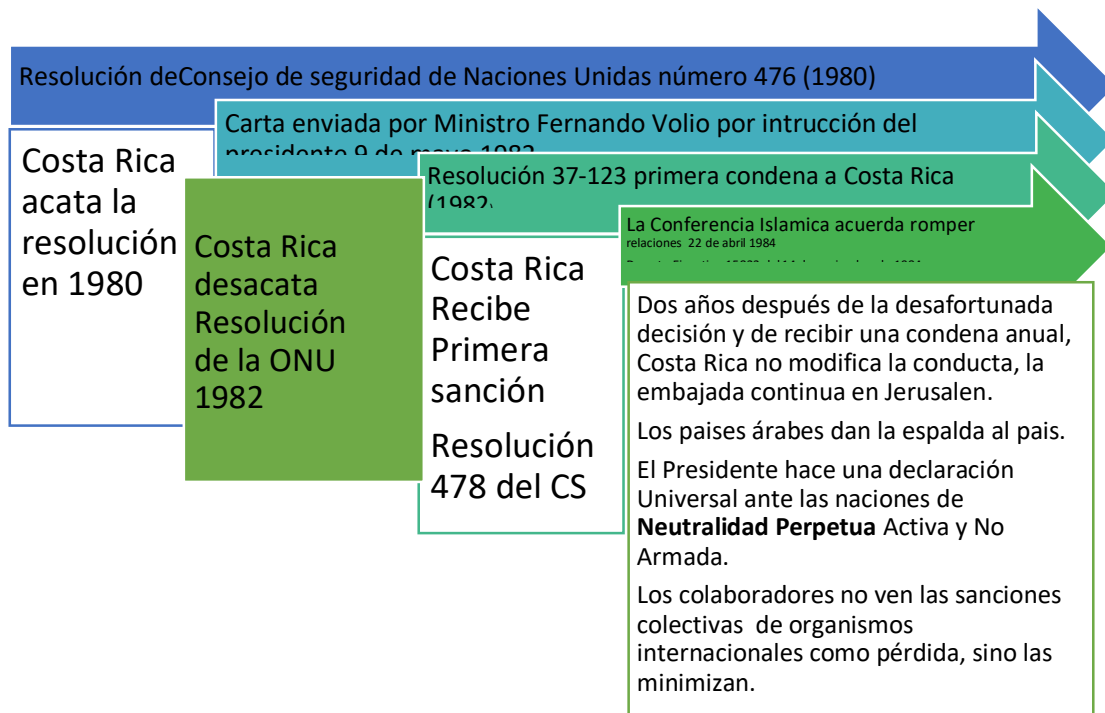 Resolución deConsejo de seguridad de Naciones Unidas número 476 (1980)
Costa Rica
acata la
resolución
en 1980
Carta enviada por Ministro Fernando Volio por intrucción del
presidente 9 de mayo 1982
Costa Rica
desacata
Resolución
de la ONU
1982
Resolución 37-123 primera condena a Costa Rica
(1982)
Costa Rica
Recibe
Primera
sanción
Resolución
478 del CS
La Conferencia Islamica acuerda romper
relaciones 22 de abril 1984
Dos años después de la desafortunada
decisión y de recibir una condena anual,
Costa Rica no modifica la conducta, la
embajada continua en Jerusalen.
Los paises árabes dan la espalda al pais.
El Presidente hace una declaración
Universal ante las naciones de
Neutralidad Perpetua Activa y No
Armada.
Los colaboradores no ven las sanciones
colectivas de organismos
internacionales como pérdida, sino las
minimizan.